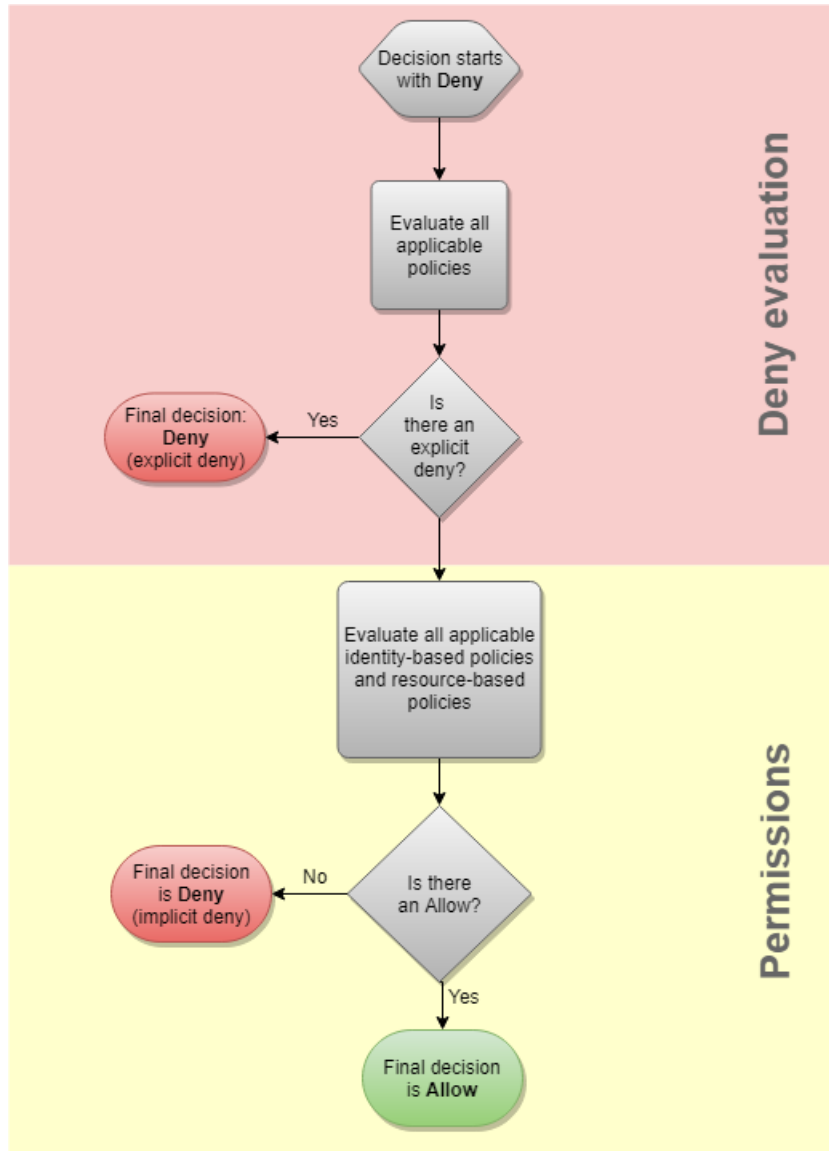 Decision starts
with Deny
Evaluate all
applicable
policies
Deny evaluation
Is
there an
explicit
deny?
Yes
Final decision:
Deny
(explicit deny)
Evaluate all applicable
identity-based policies
and resource-based
policies
Permissions
Is there
an Allow?
No
Final decision
is Deny
(implicit deny)
Yes
Final decision
is Allow